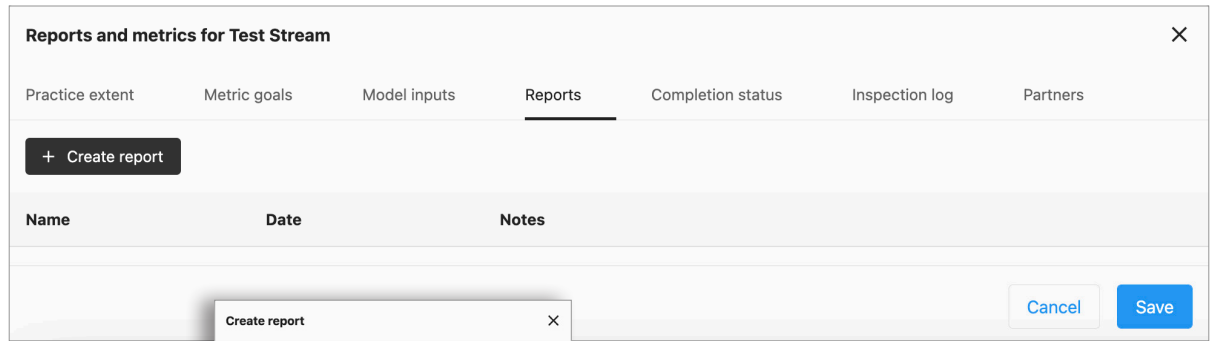 Reports and metrics for Test Stream
Practice extent Metric goals Model inputs Reports Completion status Inspection log Partners
+ Create report
Name Date Notes
Cancel Save
Create report